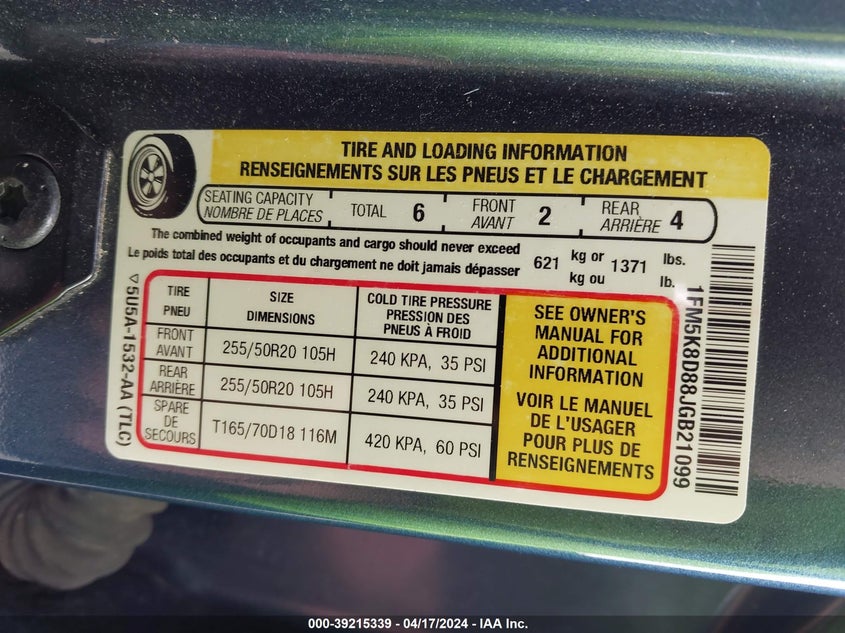 TIRE AND LOADING INFORMATION
RENSEIGNEMENTS SUR LES PNEUS ET LE CHARGEMENT
SEATING CAPACITY
NOMBRE DE PLACES
TOTAL 6
FRONT
AVANT 2
REAR
ARRIÈRE 4
The combined weight of occupants and cargo should never exceed
Le poids total des occupants et du chargement ne doit jamais dépasser
621
kg or
kg ou
1371
lbs.
lb.
TIRE
PNEU
SIZE
DIMENSIONS
COLD TIRE PRESSURE
PRESSION DES
PNEUS À FROID
FRONT
AVANT
255/50R20 105H
240 KPA, 35 PSI
REAR
ARRIÈRE
255/50R20 105H
240 KPA, 35 PSI
SPARE
DE
SECOURS
T165/70D18 116M
420 KPA, 60 PSI
SEE OWNER'S
MANUAL FOR
ADDITIONAL
INFORMATION
VOIR LE MANUEL
DE L'USAGER
POUR PLUS DE
RENSEIGNEMENTS
5U5A-1532-AA (TLC)
1FM5K8D88JGB21099
000-39215339 - 04/17/2024 - IAA Inc.